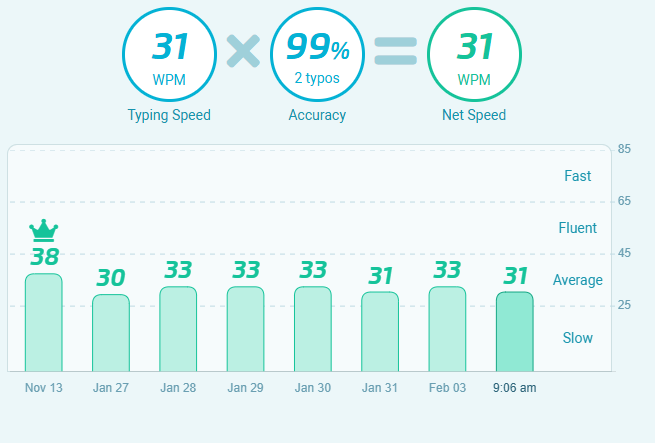 31 99% 31
WPM 2 typos WPM
Typing Speed Accuracy Net Speed
85
Fast
65
Fluent
45
38 30 33 33 33 31 33 31
Average
25
Slow
Nov 13 Jan 27 Jan 28 Jan 29 Jan 30 Jan 31 Feb 03 9:06 am